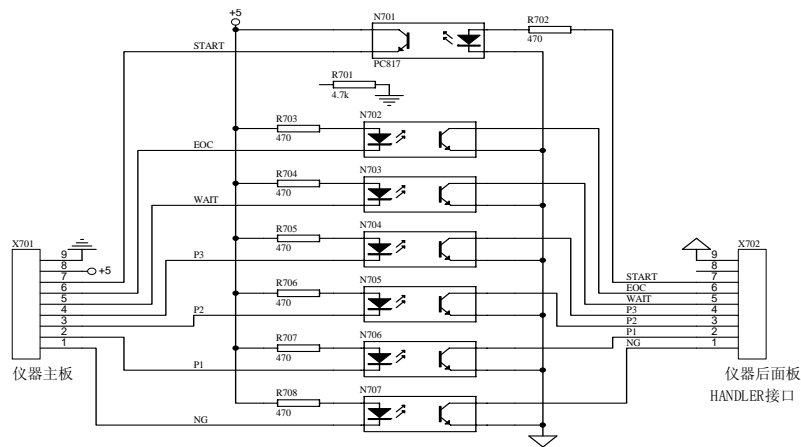 +5
N701
R702
START
470
PC817
R701
4.7k
R703
N702
470
EOC
R704
N703
470
WAIT
R705
N704
X701
470
X702
9
8
+5
7
6
5
4
3
2
1
P3
R706
N705
470
P2
R707
N706
470
P1
R708
N707
470
NG
9
8
7
6
5
4
3
2
1
START
EOC
WAIT
P3
P2
P1
NG
仪器主板
仪器后面板
HANDLER接口